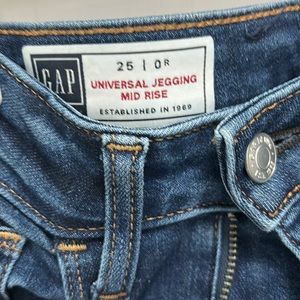 GAP
25 | 0R
UNIVERSAL JEGGING
MID RISE
ESTABLISHED IN 1969